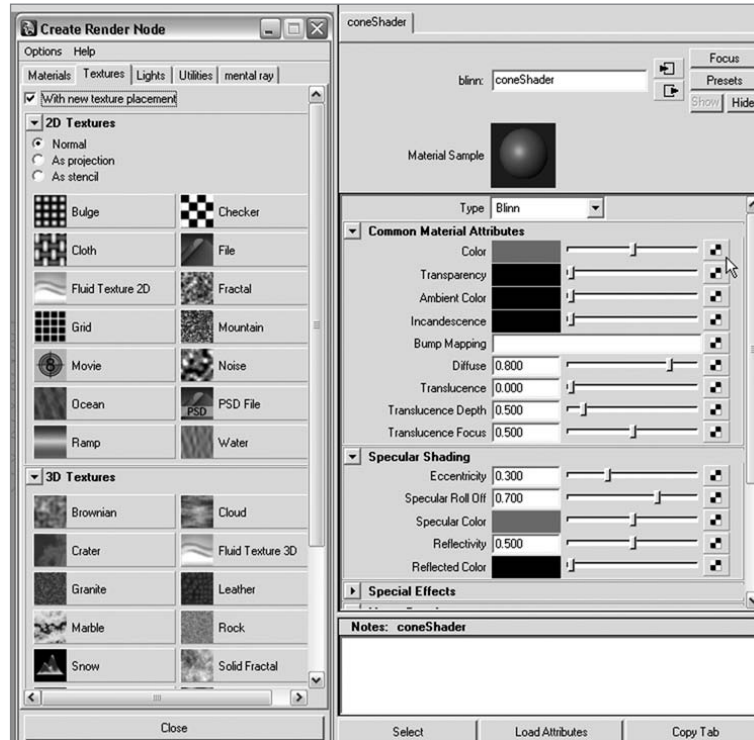 Create Render Node
Options Help
Materials Textures Lights Utilities mental ray
With new texture placement
2D Textures
Normal
As projection
As stencil
Bulge Checker
Cloth File
Fluid Texture 2D Fractal
Grid Mountain
8 Movie Noise
Ocean PSD PSD File
Ramp Water
3D Textures
Brownian Cloud
Crater Fluid Texture 3D
Granite Leather
Marble Rock
Snow Solid Fractal
Close
coneShader
Focus
blinn: coneShader
Presets
Show Hide
Material Sample
Type Blinn
Common Material Attributes
Color
Transparency
Ambient Color
Incandescence
Bump Mapping
Diffuse 0.800
Translucence 0.000
Translucence Depth 0.500
Translucence Focus 0.500
Specular Shading
Eccentricity 0.300
Specular Roll Off 0.700
Specular Color
Reflectivity 0.500
Reflected Color
Special Effects
Notes: coneShader
Select Load Attributes Copy Tab